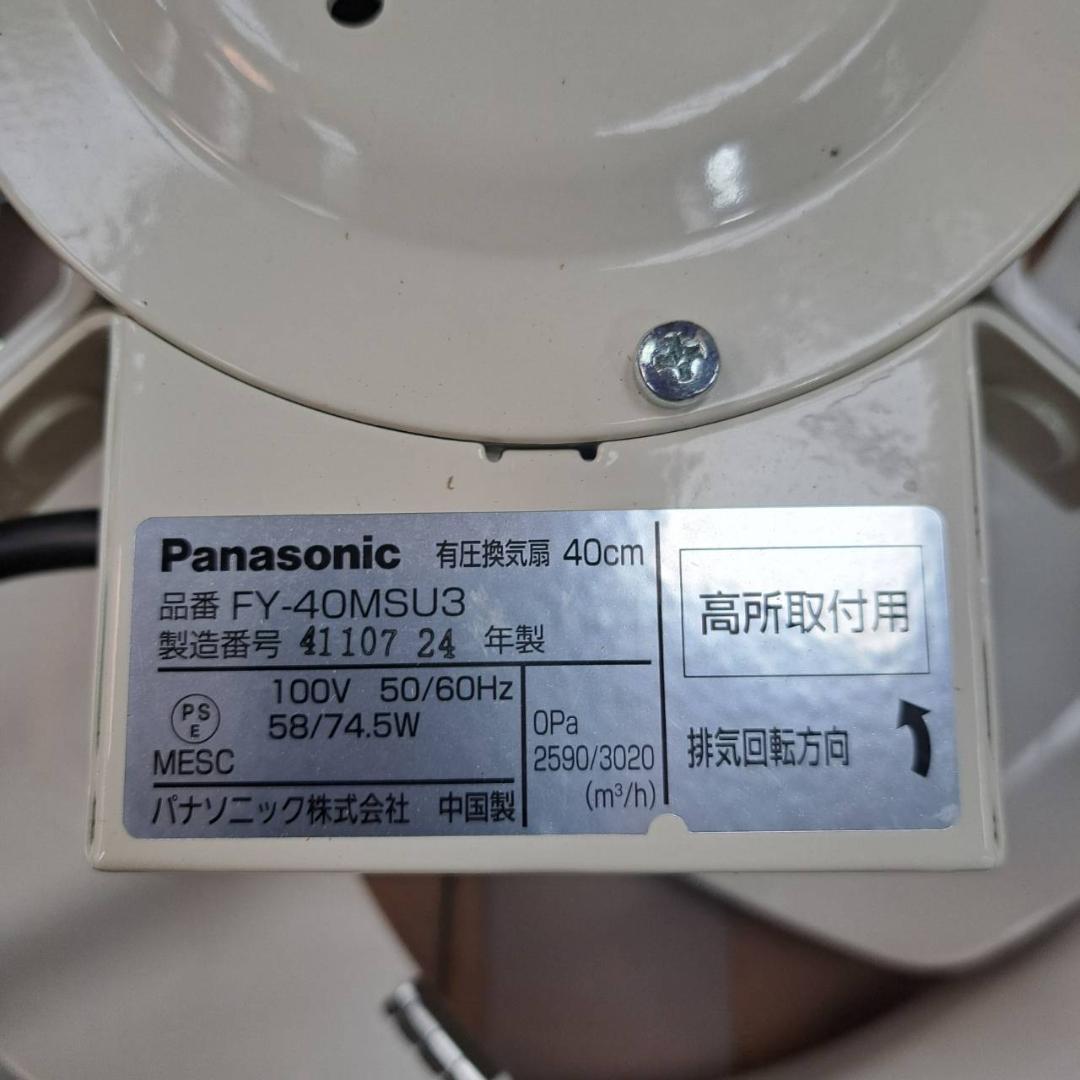 Panasonic 有圧換気扇 40cm
品番 FY-40MSU3
製造番号 41107 24 年製
PS
E
MESC
100V 50/60Hz
58/74.5W
パナソニック株式会社 中国製
0Pa
2590/3020
(m³/h)
高所取付用
排気回転方向